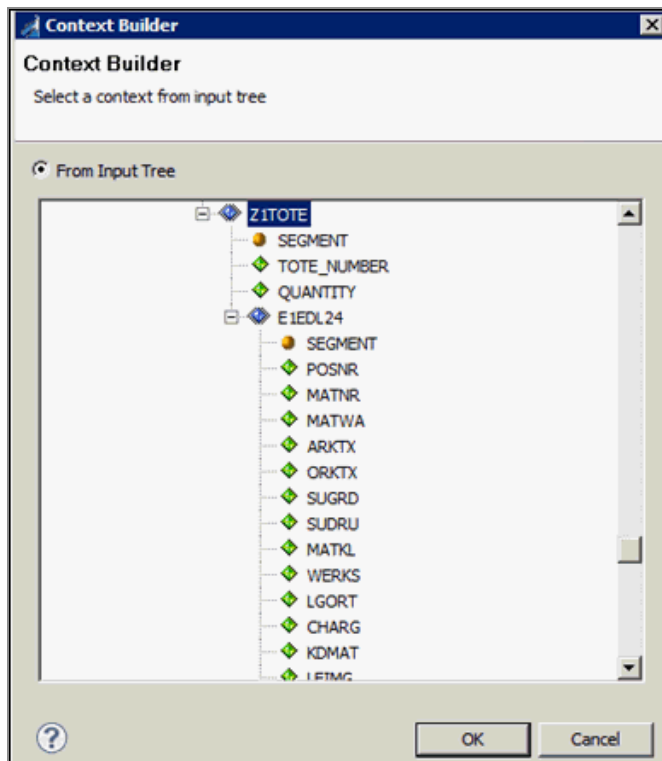 Context Builder
Context Builder
Select a context from input tree
From Input Tree
Z1TOTE
SEGMENT
TOTE_NUMBER
QUANTITY
E1EDL24
SEGMENT
POSNR
MATNR
MATWA
ARKTX
ORKTX
SUGRD
SUDRU
MATKL
WERKS
LGORT
CHARG
KDMAT
LFIMG
?
OK Cancel